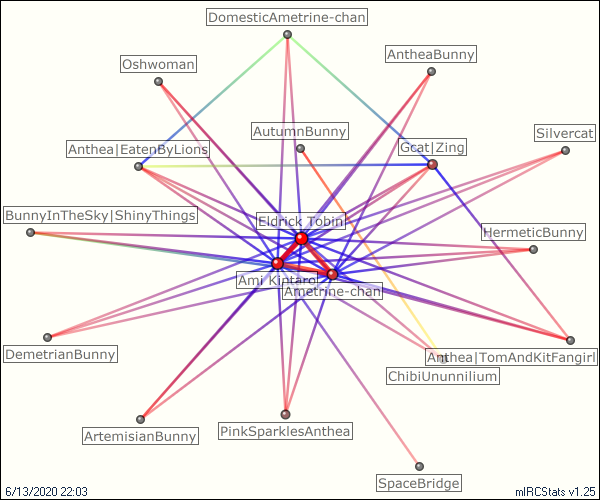 DomesticAmetrine-chan
AntheaBunny
Oshwoman
AutumnBunny
Silvercat
Anthea|EatenByLions
Gcat|Zing
BunnyInTheSky|ShinyThings
Eldrick Tobin
HermeticBunny
Ami Kintaro
Ametrine-chan
DemetrianBunny
Anthea|TomAndKitFangirl
ChibiUnunnilium
ArtemisianBunny
PinkSparklesAnthea
SpaceBridge
6/13/2020 22:03
mIRCStats v1.25